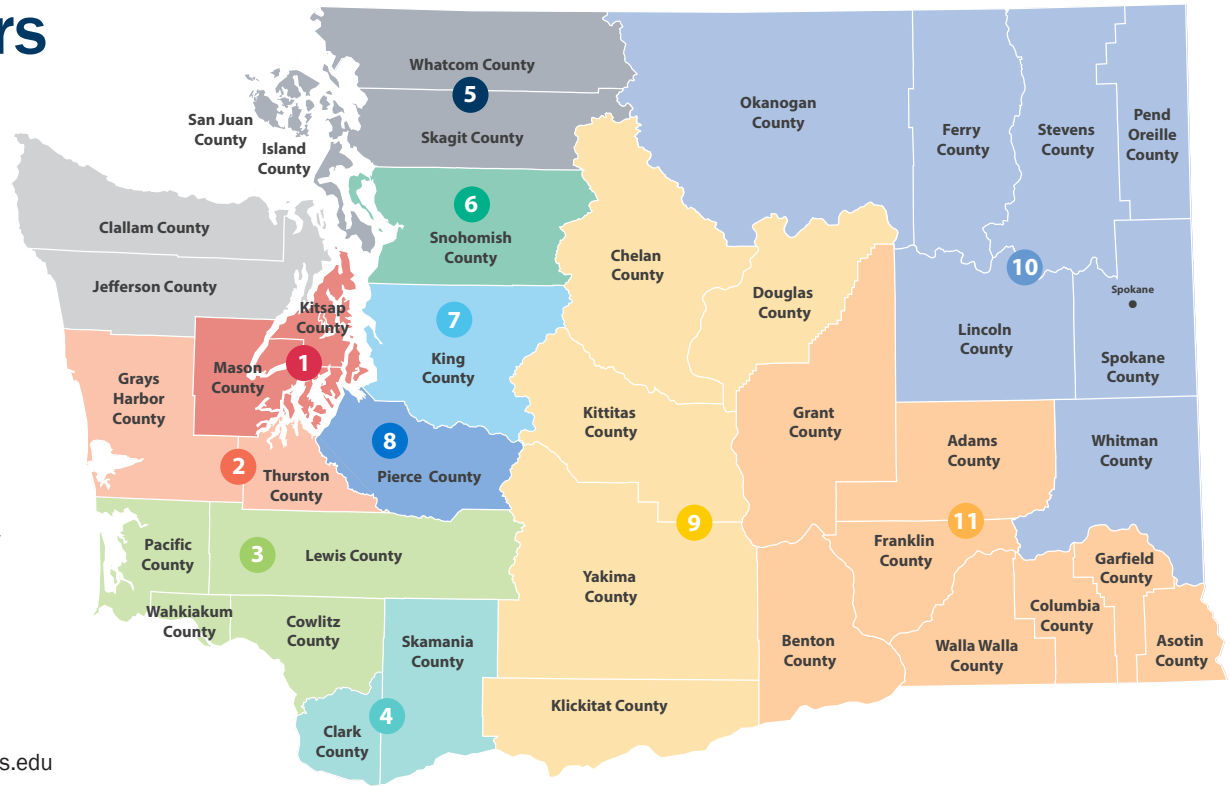 rs
Whatcom County
5
Skagit County
San Juan
County
Island
County
Okanogan
County
Ferry
County
Stevens
County
Pend
Oreille
County
6
Snohomish
County
Clallam County
Jefferson County
Chelan
County
Douglas
County
10
Spokane
Kitsap
County
7
King
County
Lincoln
County
Spokane
County
Mason
County
1
Grays
Harbor
County
Kittitas
County
Grant
County
Adams
County
Whitman
County
8
Pierce County
2
Thurston
County
9
11
Pacific
County
3
Lewis County
Franklin
County
Garfield
County
Yakima
County
Wahkiakum
County
Cowlitz
County
Skamania
County
Columbia
County
Benton
County
Walla Walla
County
Asotin
County
Klickitat County
4
Clark
County
s.edu